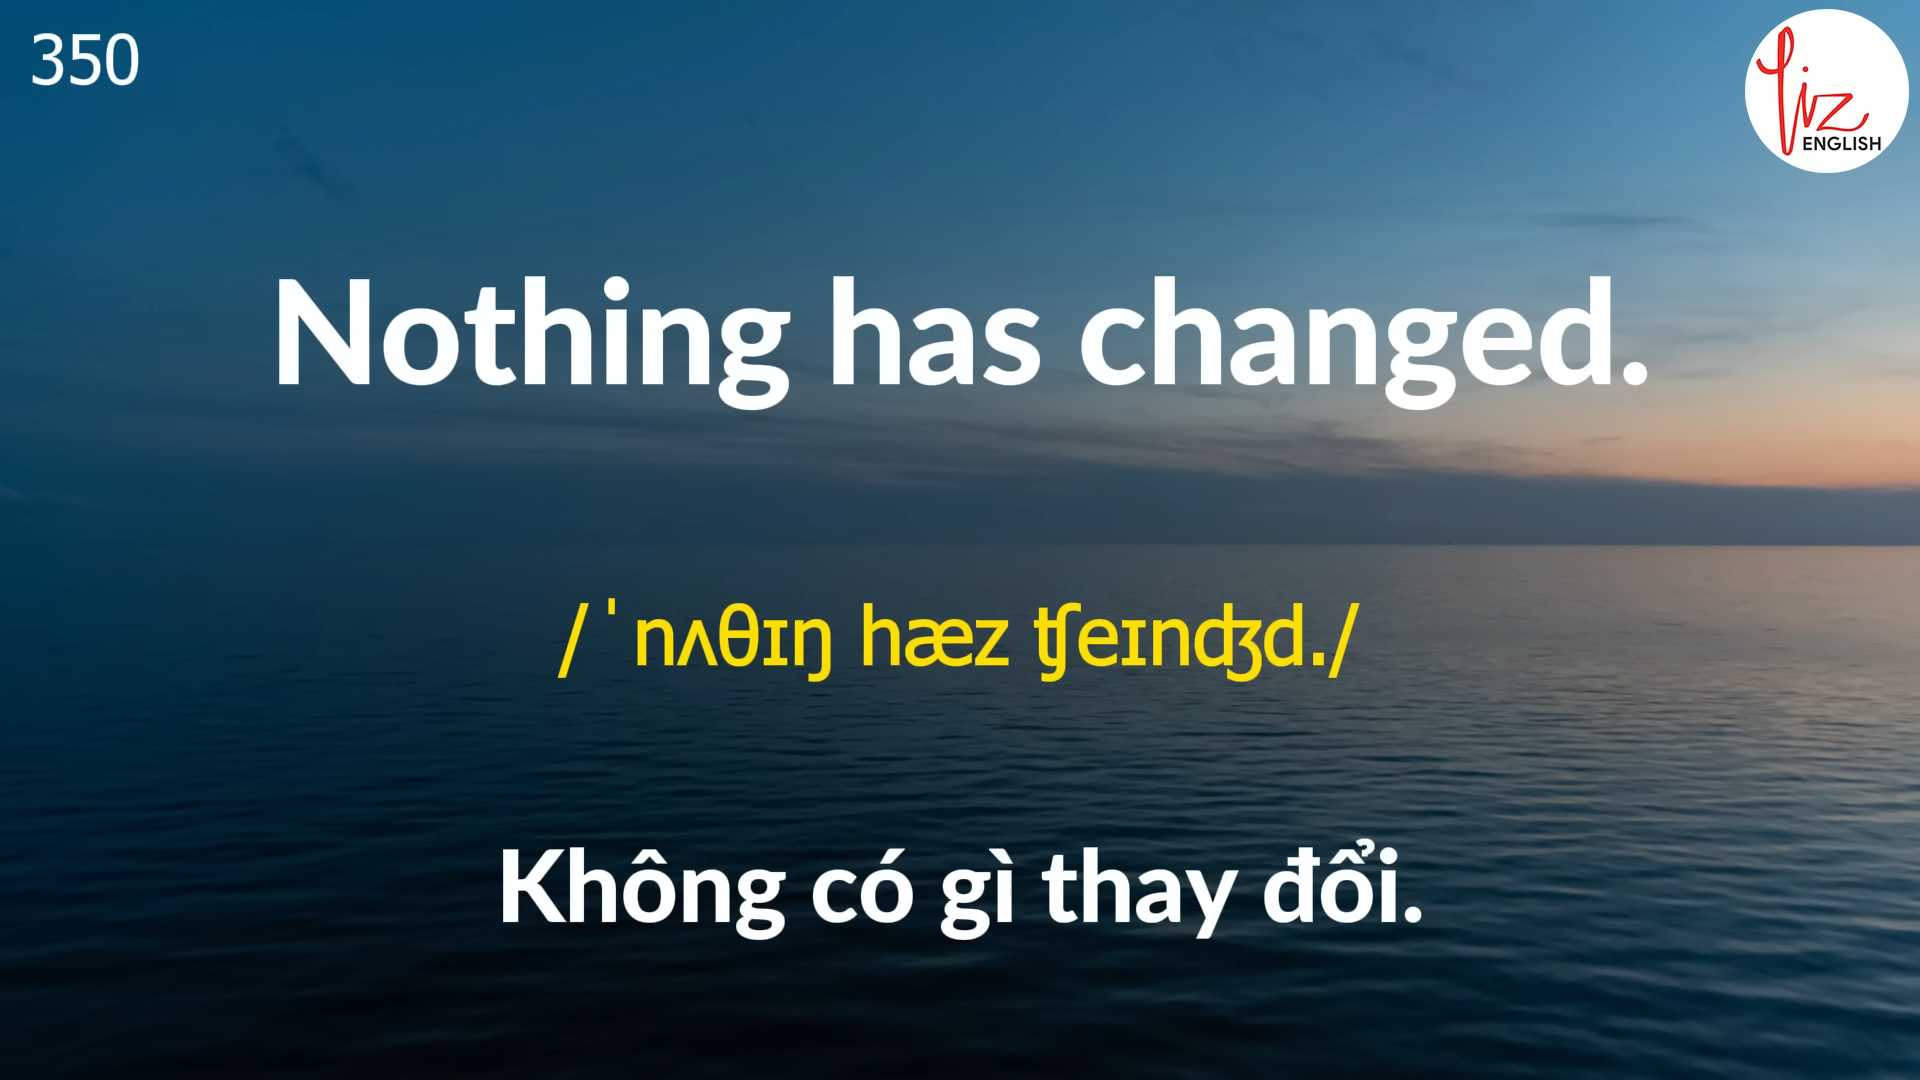 350
Liz
ENGLISH
Nothing has changed.
/ˈnʌθɪŋ hæz ʧeɪnʤd./
Không có gì thay đổi.